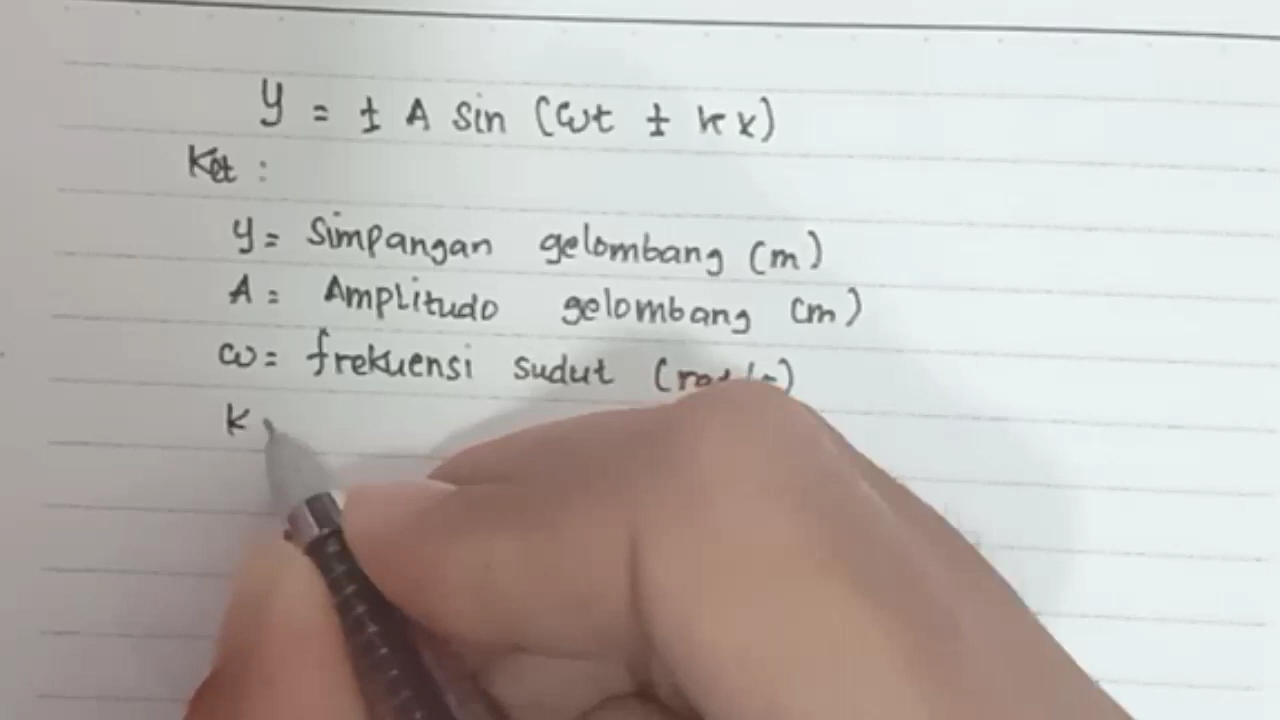 y = ± A sin (ωt ± kx)
Ket :
y = Simpangan gelombang (m)
A = Amplitudo gelombang (m)
ω = frekuensi sudut
k